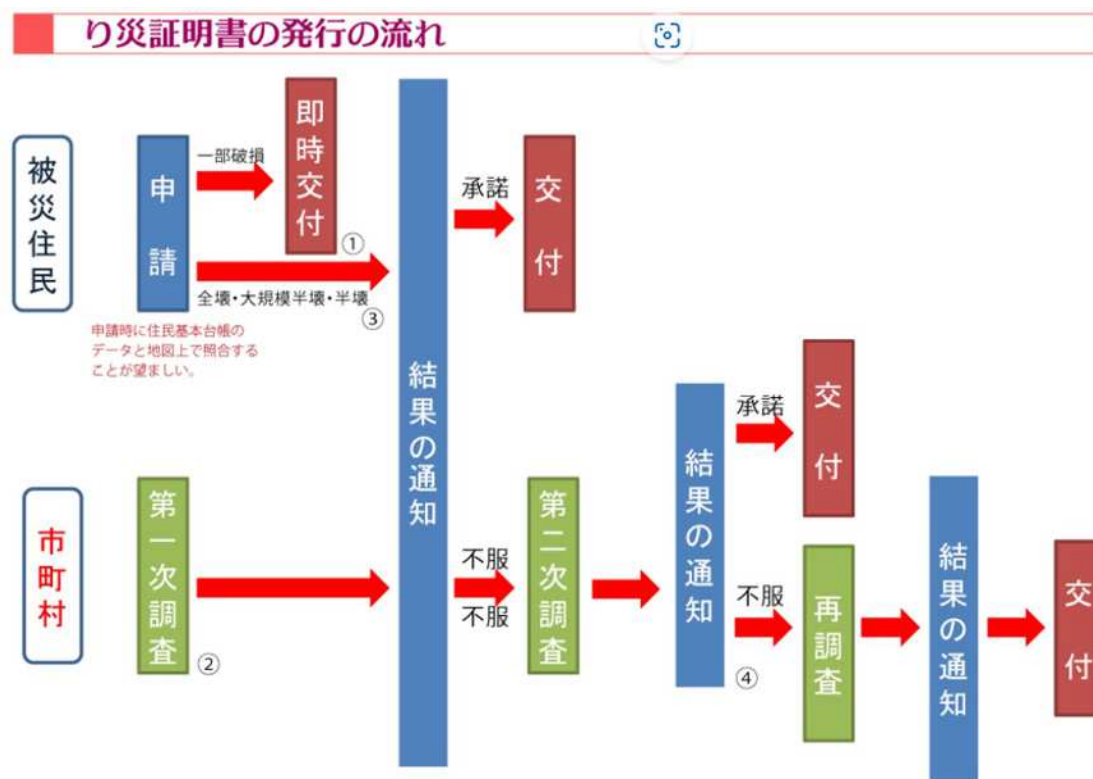 り災証明書の発行の流れ
被災住民
申請
一部破損
即時交付
①
全壊・大規模半壊・半壊
③
申請時に住民基本台帳の
データと地図上で照合する
ことが望ましい。
結果の通知
承諾
交付
市町村
第一次調査
②
不服
不服
第二次調査
結果の通知
承諾
交付
不服
④
再調査
結果の通知
交付